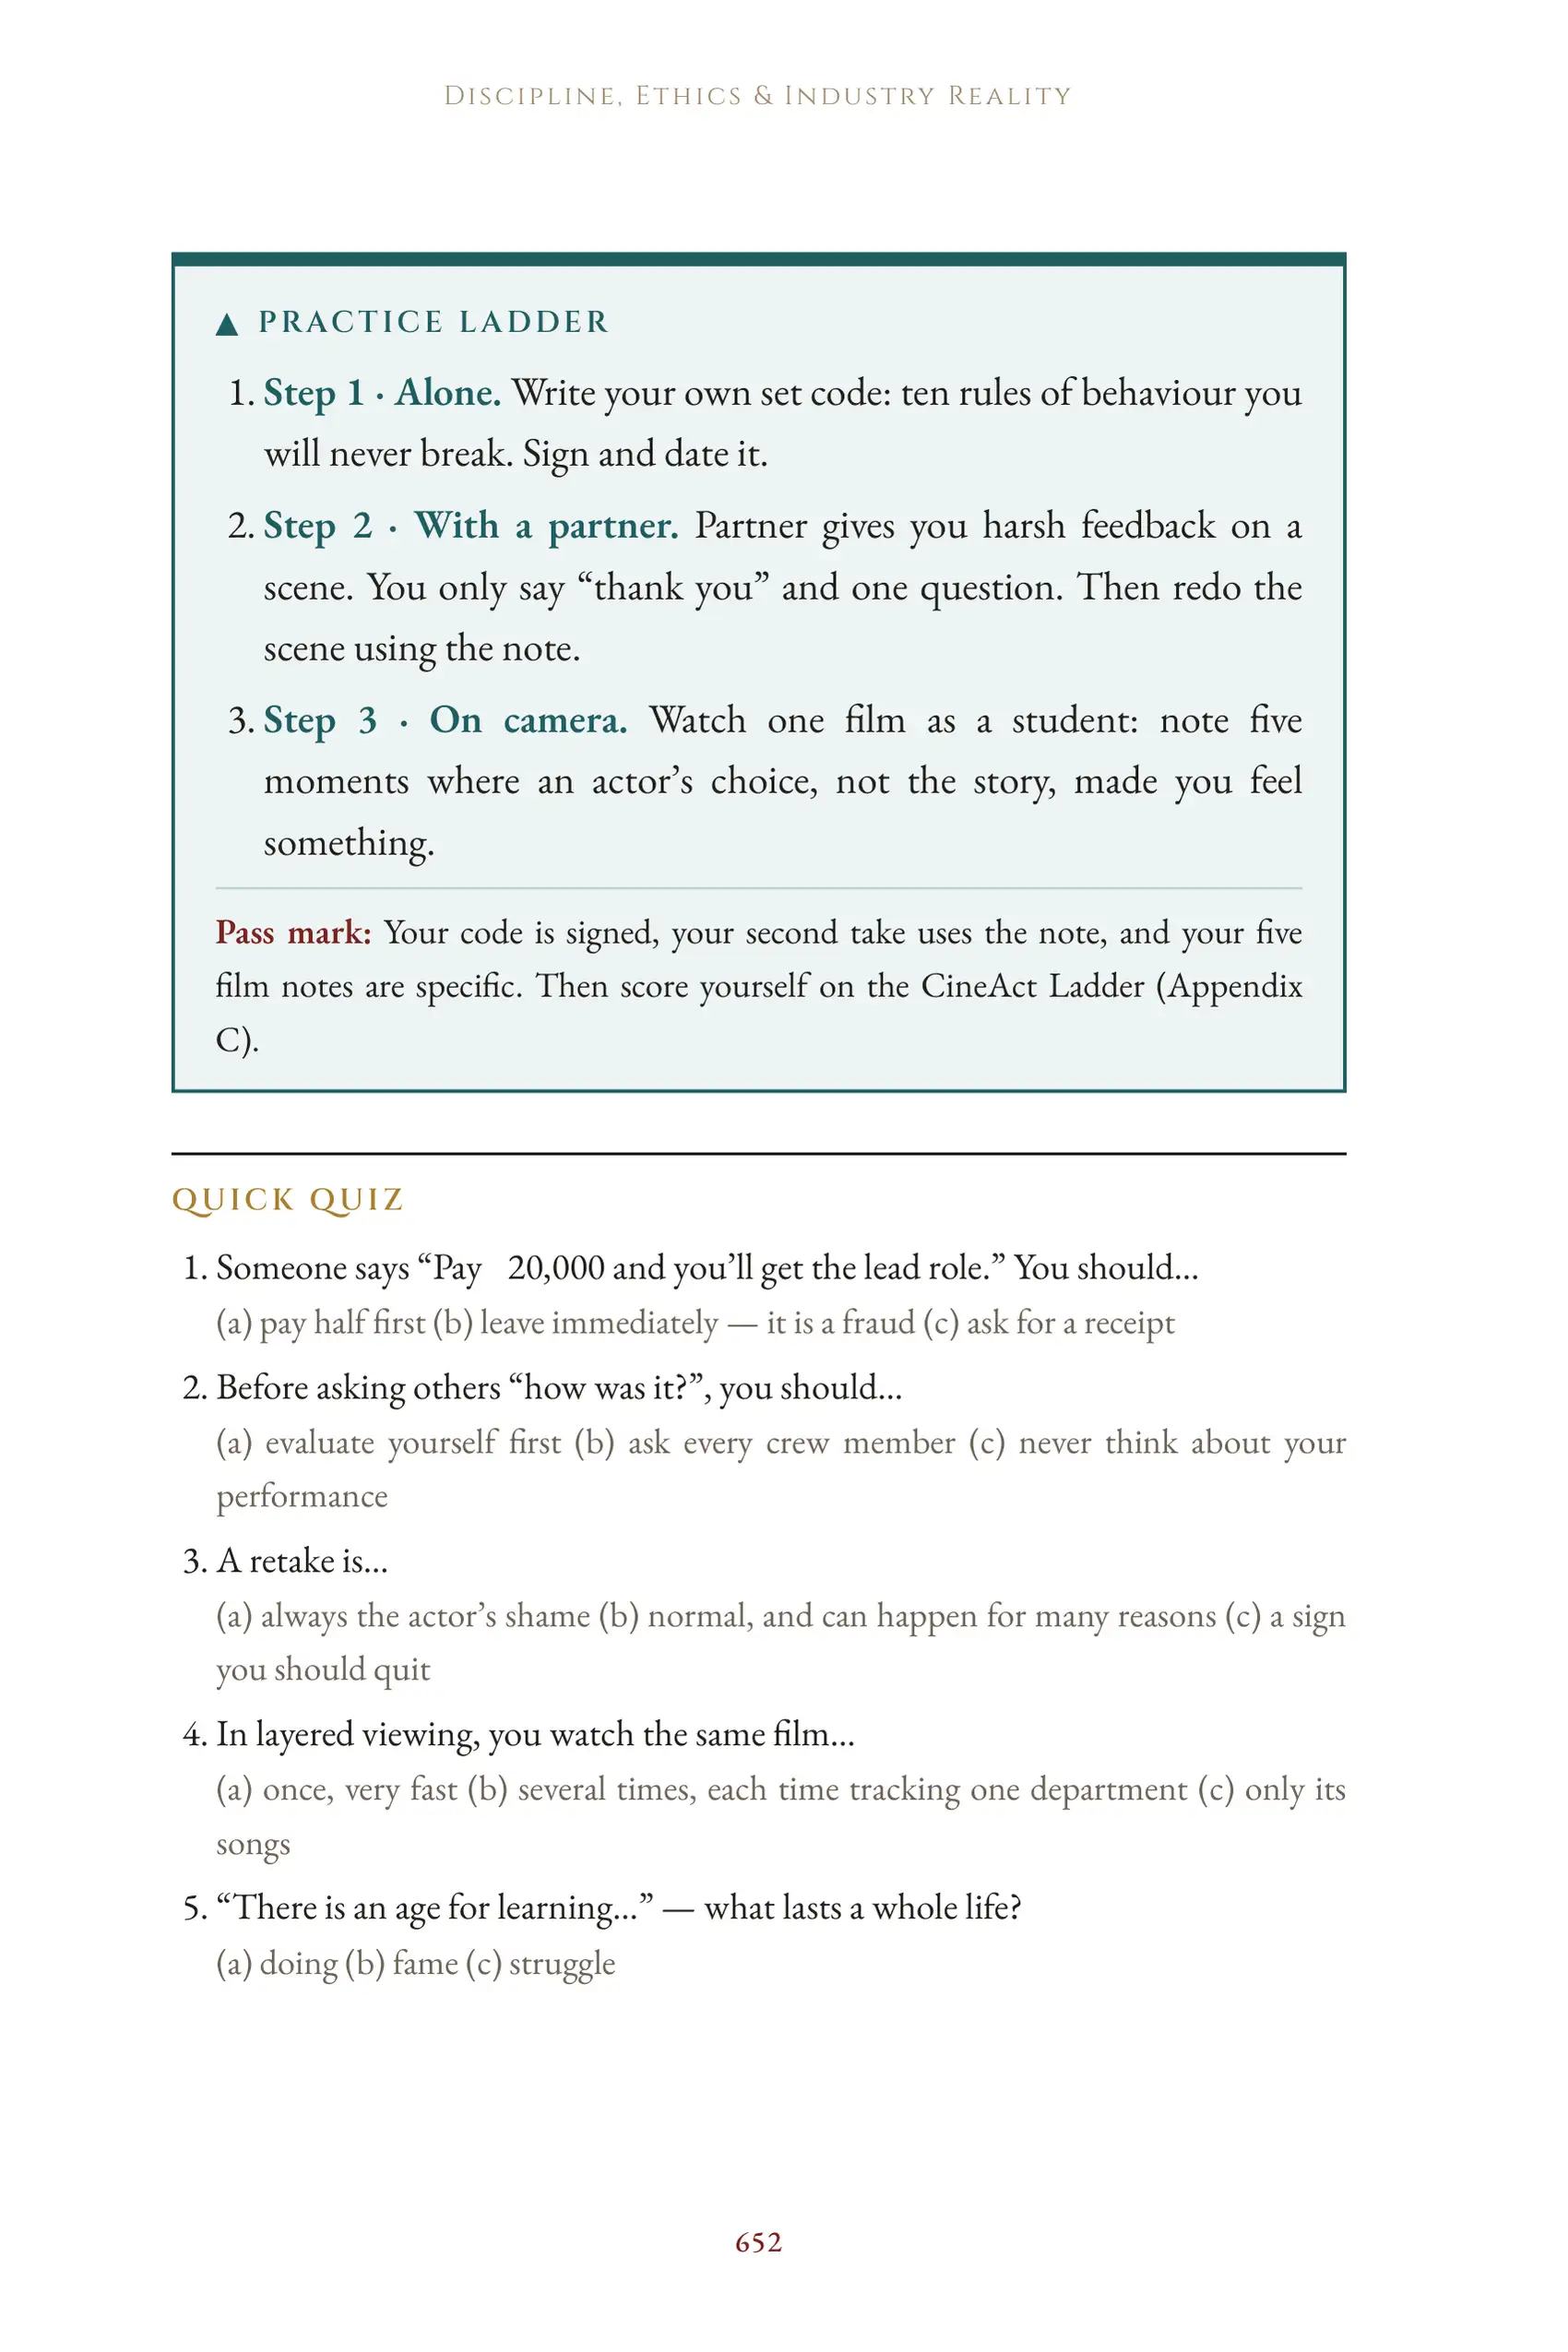 Discipline, Ethics & Industry Reality
▲ PRACTICE LADDER
1. Step 1 · Alone. Write your own set code: ten rules of behaviour you
will never break. Sign and date it.
2. Step 2 · With a partner. Partner gives you harsh feedback on a
scene. You only say “thank you” and one question. Then redo the
scene using the note.
3. Step 3 · On camera. Watch one film as a student: note five
moments where an actor’s choice, not the story, made you feel
something.
Pass mark: Your code is signed, your second take uses the note, and your five
film notes are specific. Then score yourself on the CineAct Ladder (Appendix
C).
QUICK QUIZ
1. Someone says “Pay 20,000 and you’ll get the lead role.” You should...
(a) pay half first (b) leave immediately — it is a fraud (c) ask for a receipt
2. Before asking others “how was it?”, you should...
(a) evaluate yourself first (b) ask every crew member (c) never think about your
performance
3. A retake is...
(a) always the actor’s shame (b) normal, and can happen for many reasons (c) a sign
you should quit
4. In layered viewing, you watch the same film...
(a) once, very fast (b) several times, each time tracking one department (c) only its
songs
5. “There is an age for learning...” — what lasts a whole life?
(a) doing (b) fame (c) struggle
652